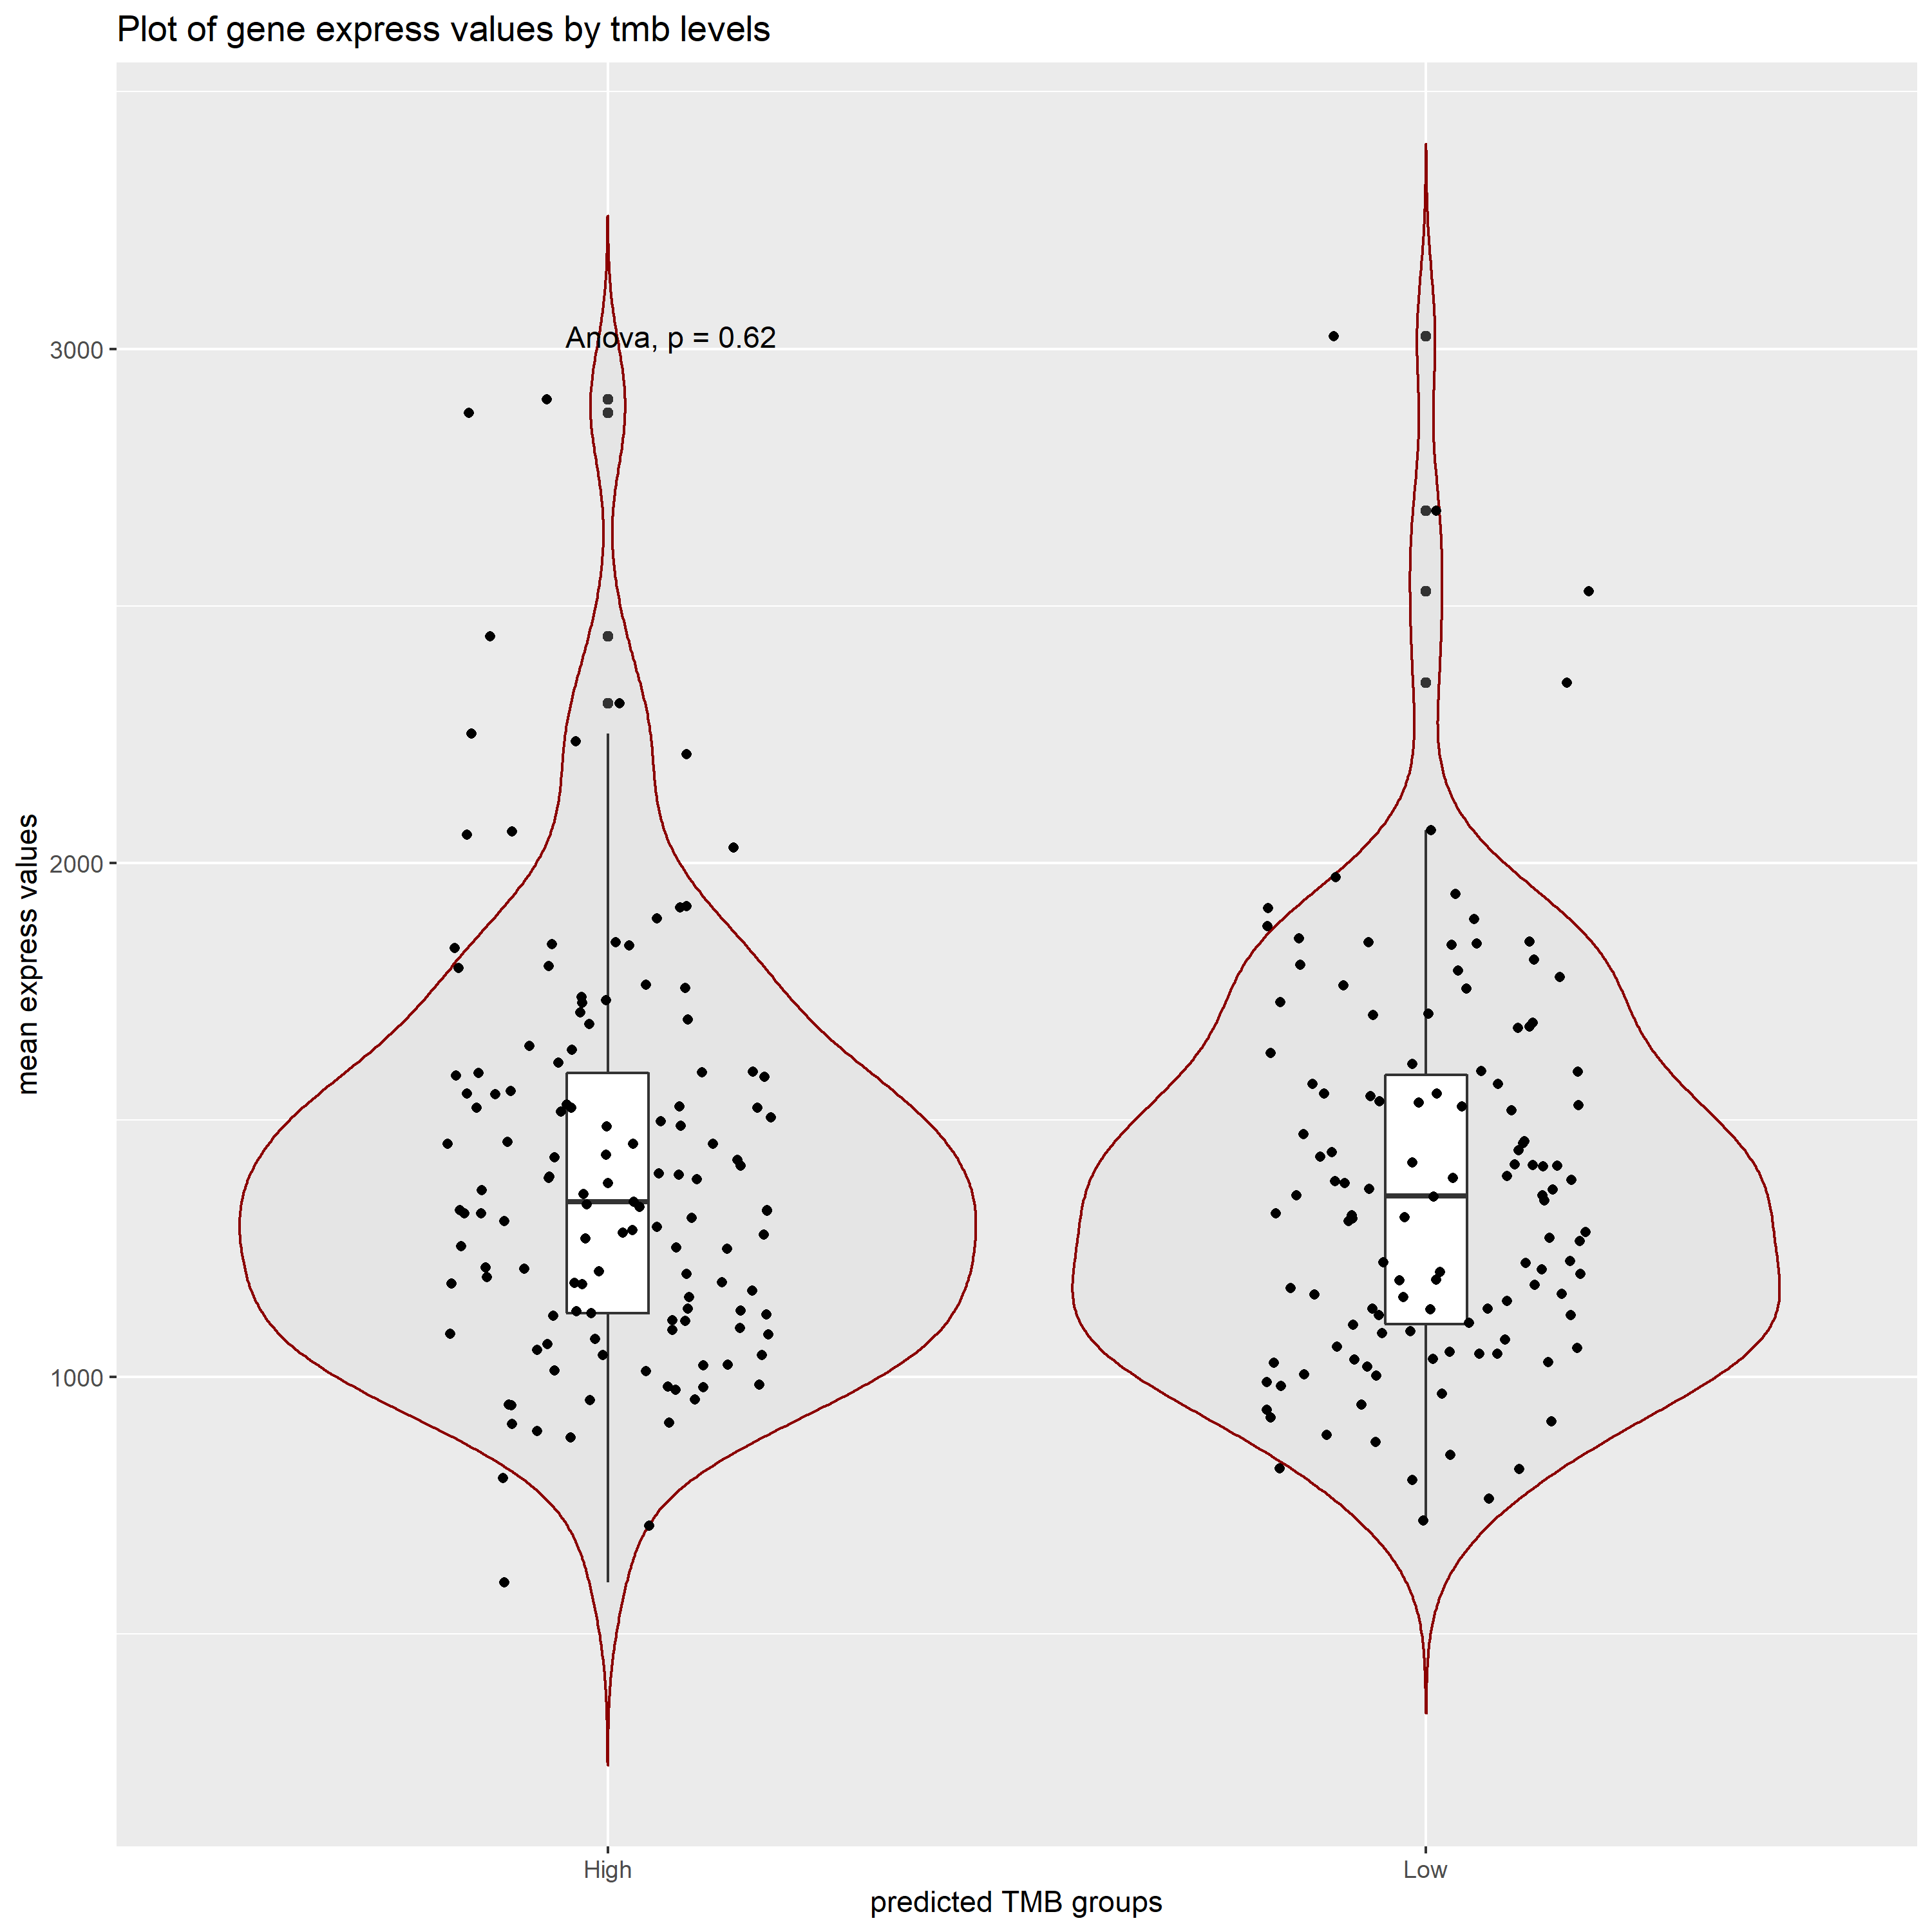 Plot of gene express values by tmb levels
mean express values
3000
2000
1000
Anova, p = 0.62
High
Low
predicted TMB groups